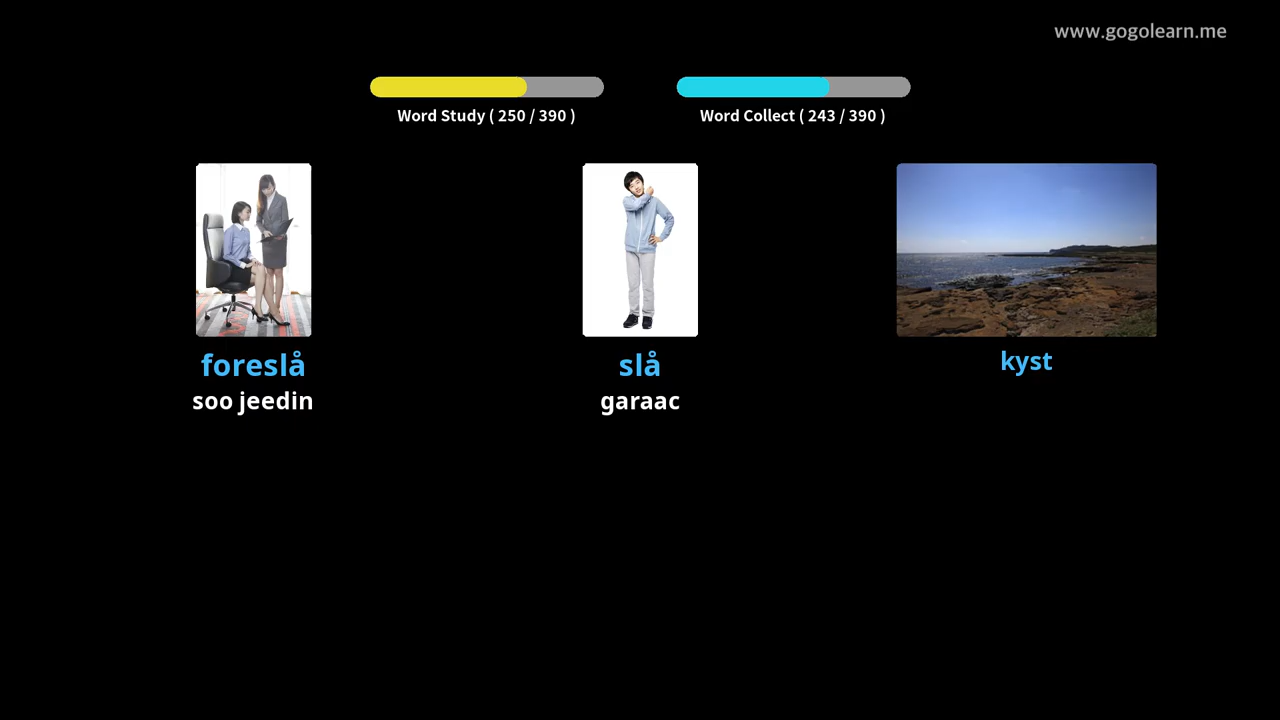 www.gogolearn.me
Word Study ( 250 / 390 )
Word Collect ( 243 / 390 )
foreslå
soo jeedin
slå
garaac
kyst